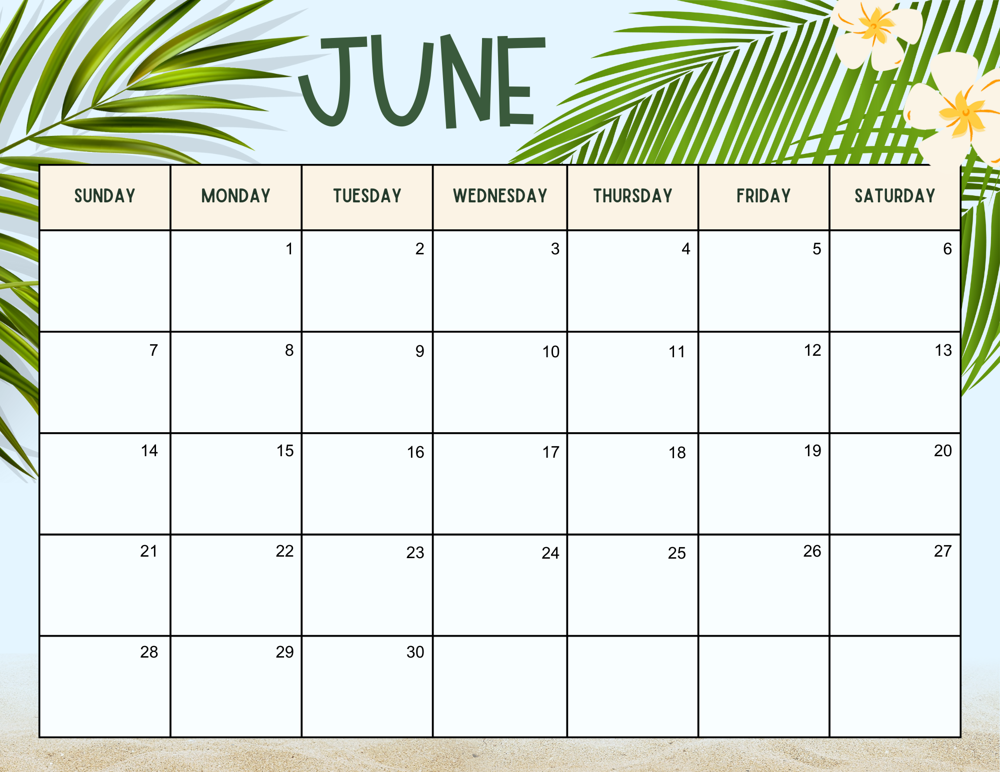 JUNE
SUNDAY MONDAY TUESDAY WEDNESDAY THURSDAY FRIDAY SATURDAY
1 2 3 4 5 6
7 8 9 10 11 12 13
14 15 16 17 18 19 20
21 22 23 24 25 26 27
28 29 30